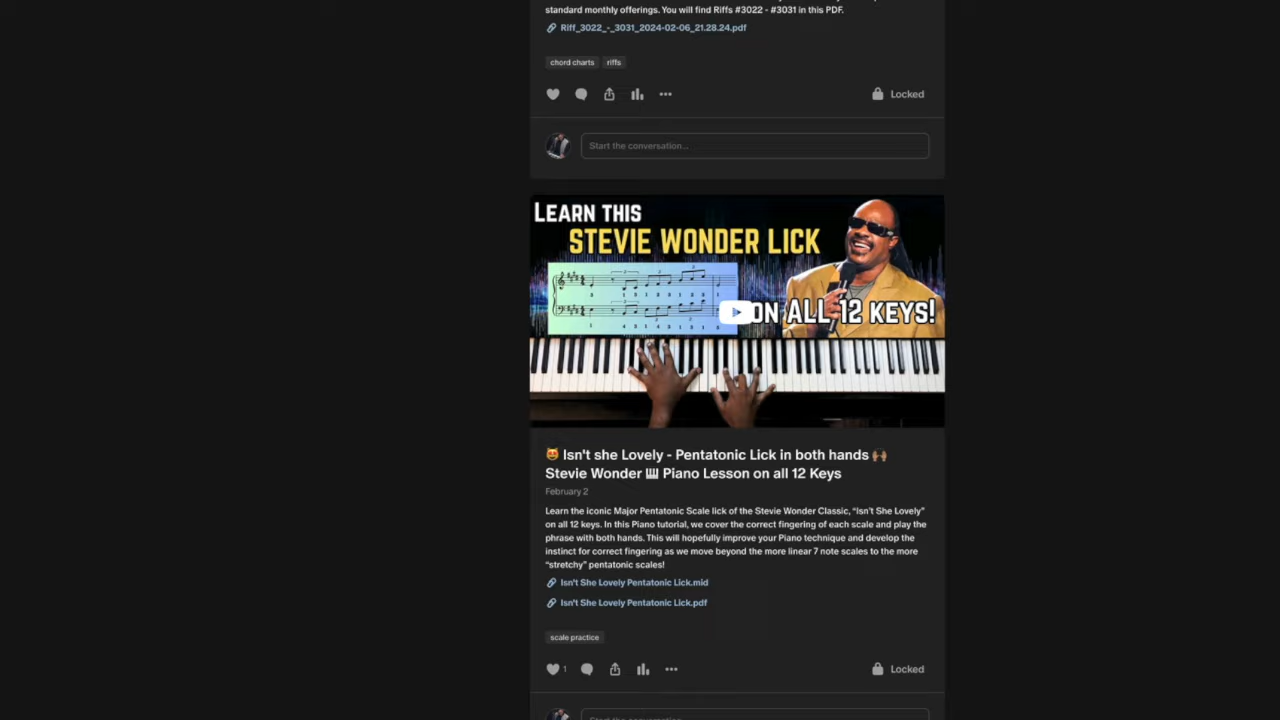 standard monthly offerings. You will find Riffs #3022 - #3031 in this PDF.
Riff_3022_-_3031_2024-02-06_21.28.24.pdf
chord charts riffs
Locked
Start the conversation...
LEARN THIS
STEVIE WONDER LICK
ON ALL 12 KEYS!
😻 Isn't she Lovely - Pentatonic Lick in both hands 🙌🏽
Stevie Wonder 🎹 Piano Lesson on all 12 Keys
February 2
Learn the iconic Major Pentatonic Scale lick of the Stevie Wonder Classic, “Isn’t She Lovely”
on all 12 keys. In this Piano tutorial, we cover the correct fingering of each scale and play the
phrase with both hands. This will hopefully improve your Piano technique and develop the
instinct for correct fingering as we move beyond the more linear 7 note scales to the more
“stretchy” pentatonic scales!
Isn't She Lovely Pentatonic Lick.mid
Isn't She Lovely Pentatonic Lick.pdf
scale practice
1
Locked